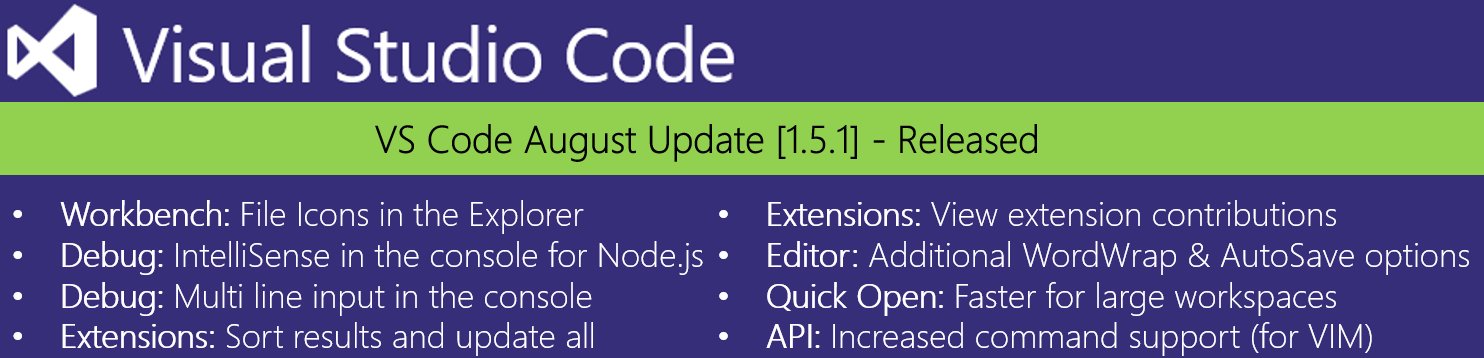 Visual Studio Code
VS Code August Update [1.5.1] - Released
• Workbench: File Icons in the Explorer
• Debug: IntelliSense in the console for Node.js
• Debug: Multi line input in the console
• Extensions: Sort results and update all
• Extensions: View extension contributions
• Editor: Additional WordWrap & AutoSave options
• Quick Open: Faster for large workspaces
• API: Increased command support (for VIM)